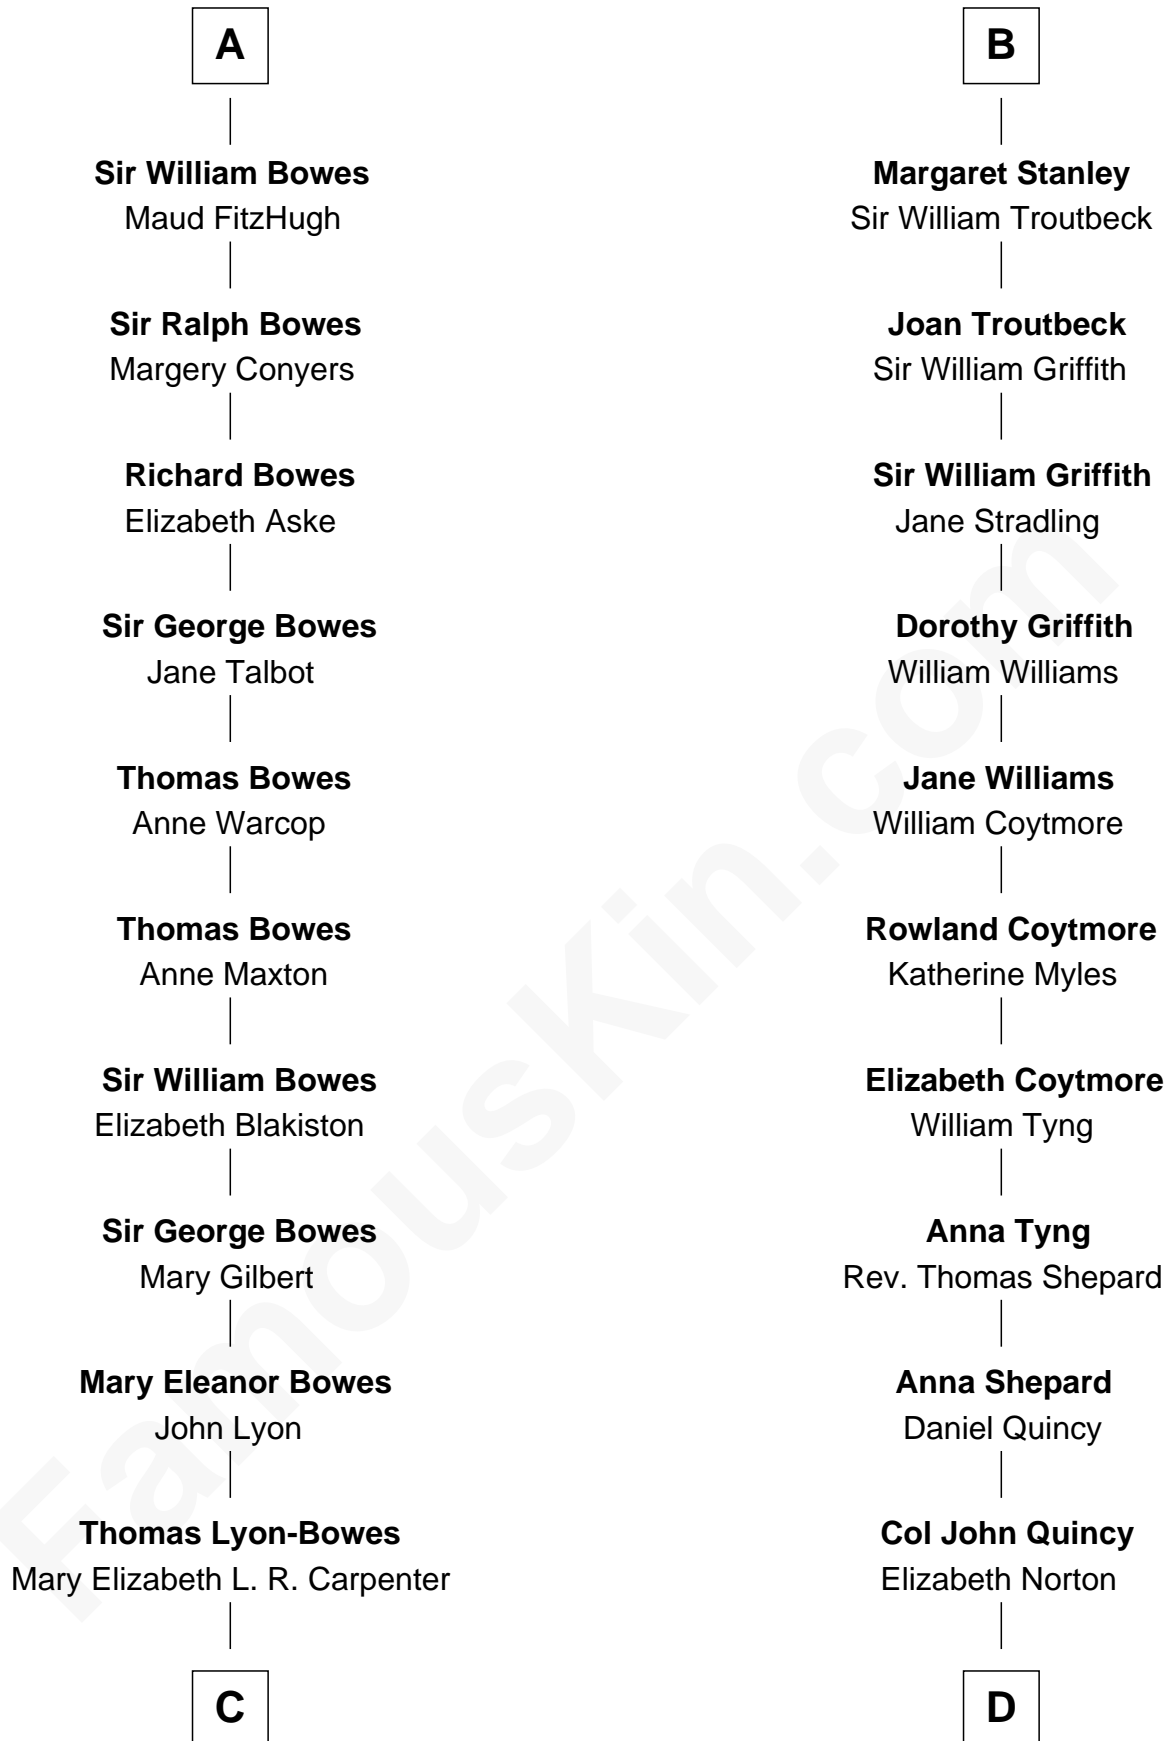 A
Sir William Bowes
Maud FitzHugh
Sir Ralph Bowes
Margery Conyers
Richard Bowes
Elizabeth Aske
Sir George Bowes
Jane Talbot
Thomas Bowes
Anne Warcop
Thomas Bowes
Anne Maxton
Sir William Bowes
Elizabeth Blakiston
Sir George Bowes
Mary Gilbert
Mary Eleanor Bowes
John Lyon
Thomas Lyon-Bowes
Mary Elizabeth L. R. Carpenter
C
B
Margaret Stanley
Sir William Troutbeck
Joan Troutbeck
Sir William Griffith
Sir William Griffith
Jane Stradling
Dorothy Griffith
William Williams
Jane Williams
William Coytmore
Rowland Coytmore
Katherine Myles
Elizabeth Coytmore
William Tyng
Anna Tyng
Rev. Thomas Shepard
Anna Shepard
Daniel Quincy
Col John Quincy
Elizabeth Norton
D
FamousKin.com